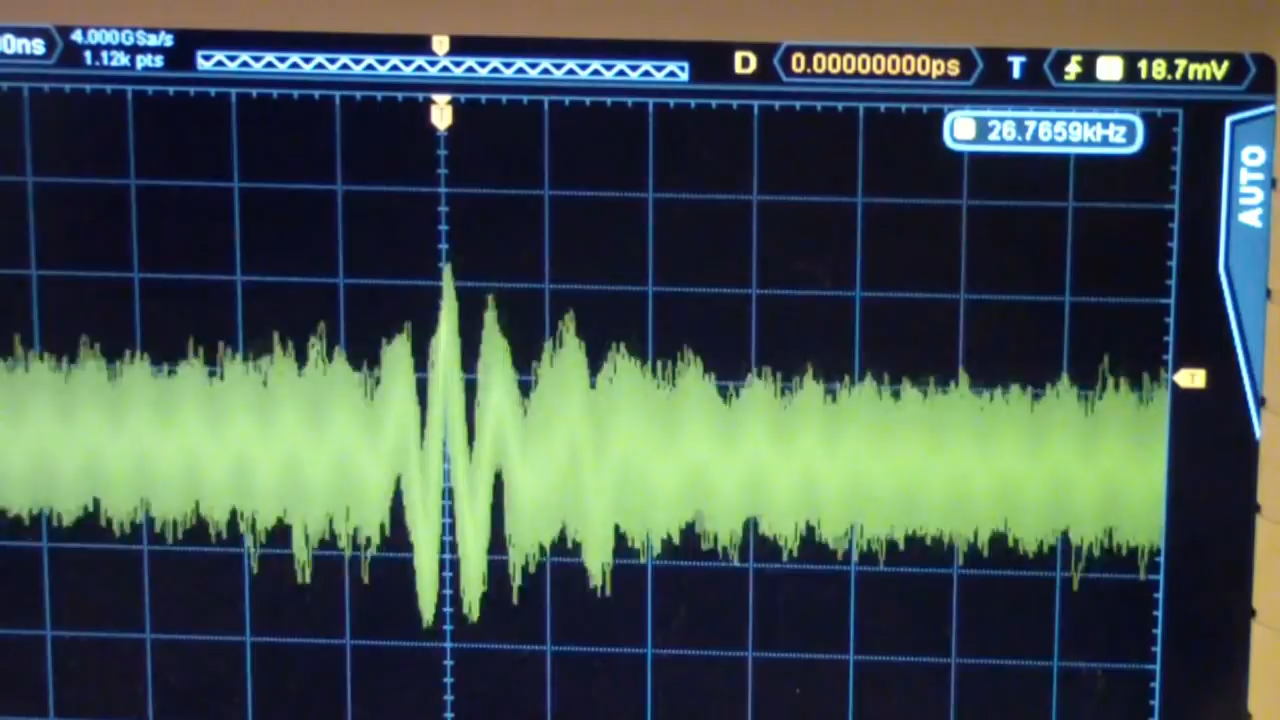 0ns
4.000GSa/s
1.12k pts
T
D
0.00000000ps
T
18.7mV
T
26.7659kHz
AUTO
T